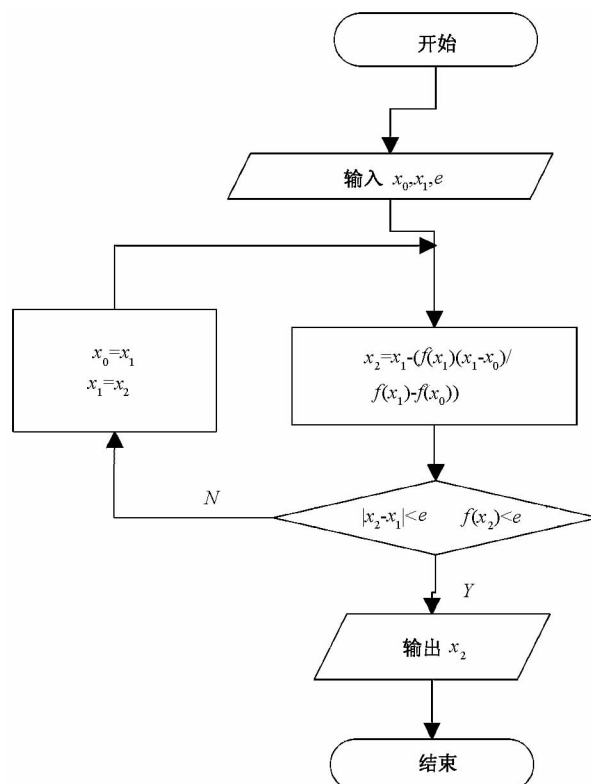 开始
输入 x₀,x₁,e
x₀=x₁
x₁=x₂
x₂=x₁-(f(x₁)(x₁-x₀)/
f(x₁)-f(x₀))
N
|x₂-x₁|<e f(x₂)<e
Y
输出 x₂
结束